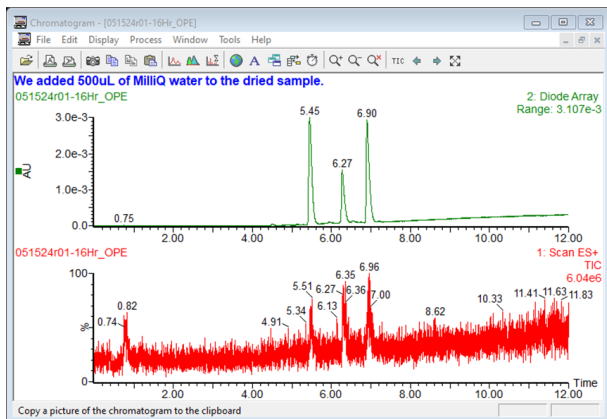 Chromatogram - [051524r01-16Hr_OPE]
File Edit Display Process Window Tools Help
TIC
We added 500uL of MilliQ water to the dried sample.
051524r01-16Hr_OPE
2: Diode Array
Range: 3.107e-3
5.45
6.90
3.0e-3
2.0e-3
6.27
AU
1.0e-3
0.75
0.0
2.00 4.00 6.00 8.00 10.00 12.00
051524r01-16Hr_OPE
1: Scan ES+
TIC
6.04e6
100
%
0
0.74
0.82
4.91
5.34
5.51
6.13
6.27
6.35
6.36
6.96
7.00
8.62
10.33
11.41
11.63
11.83
Time
2.00 4.00 6.00 8.00 10.00 12.00
Copy a picture of the chromatogram to the clipboard